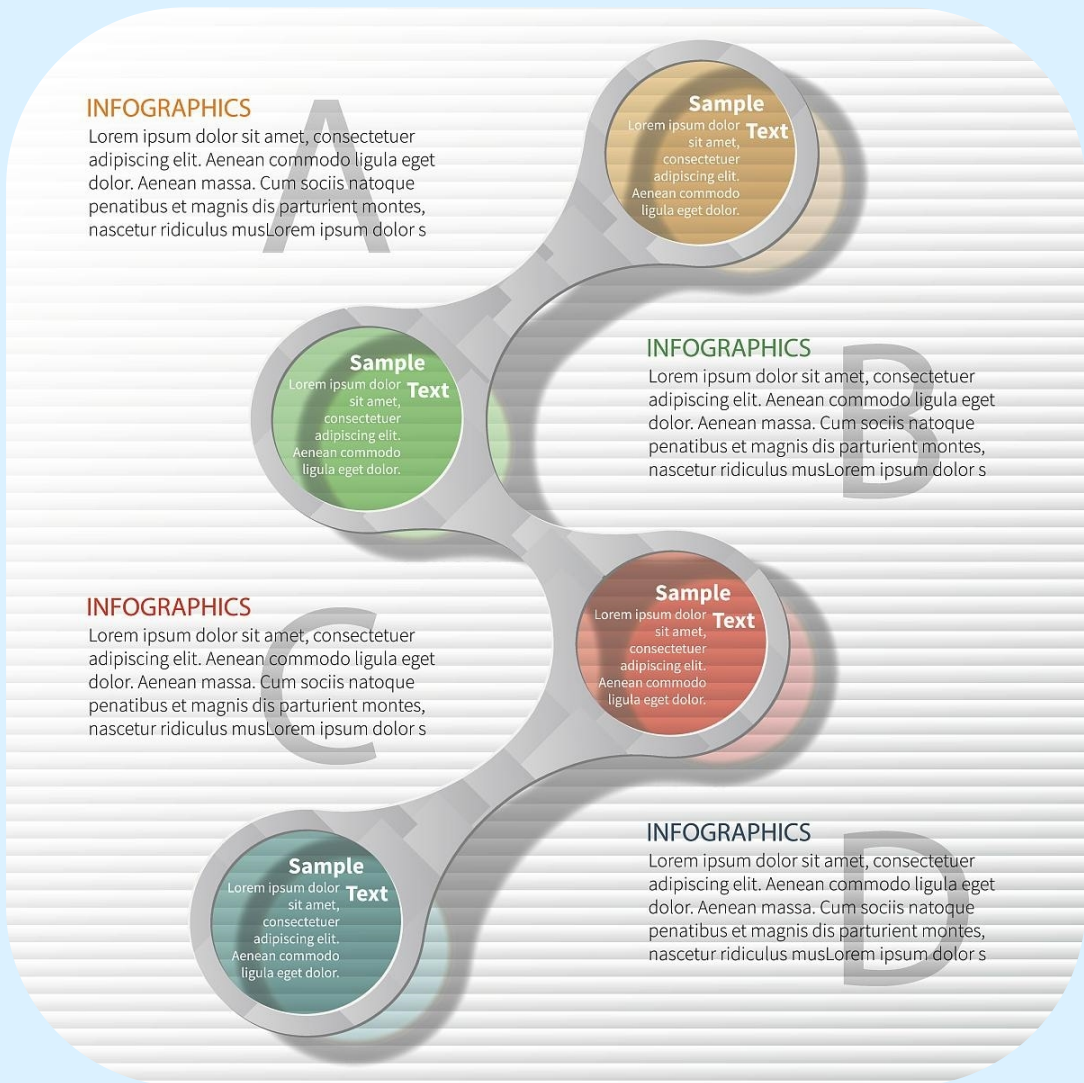 INFOGRAPHICS
Lorem ipsum dolor sit amet, consectetuer
adipiscing elit. Aenean commodo ligula eget
dolor. Aenean massa. Cum sociis natoque
penatibus et magnis dis parturient montes,
nascetur ridiculus musLorem ipsum dolor s
A
Sample
Text
Lorem ipsum dolor
sit amet,
consectetuer
adipiscing elit.
Aenean commodo
ligula eget dolor.
Sample
Text
Lorem ipsum dolor
sit amet,
consectetuer
adipiscing elit.
Aenean commodo
ligula eget dolor.
INFOGRAPHICS
Lorem ipsum dolor sit amet, consectetuer
adipiscing elit. Aenean commodo ligula eget
dolor. Aenean massa. Cum sociis natoque
penatibus et magnis dis parturient montes,
nascetur ridiculus musLorem ipsum dolor s
B
INFOGRAPHICS
Lorem ipsum dolor sit amet, consectetuer
adipiscing elit. Aenean commodo ligula eget
dolor. Aenean massa. Cum sociis natoque
penatibus et magnis dis parturient montes,
nascetur ridiculus musLorem ipsum dolor s
C
Sample
Text
Lorem ipsum dolor
sit amet,
consectetuer
adipiscing elit.
Aenean commodo
ligula eget dolor.
Sample
Text
Lorem ipsum dolor
sit amet,
consectetuer
adipiscing elit.
Aenean commodo
ligula eget dolor.
INFOGRAPHICS
Lorem ipsum dolor sit amet, consectetuer
adipiscing elit. Aenean commodo ligula eget
dolor. Aenean massa. Cum sociis natoque
penatibus et magnis dis parturient montes,
nascetur ridiculus musLorem ipsum dolor s
D